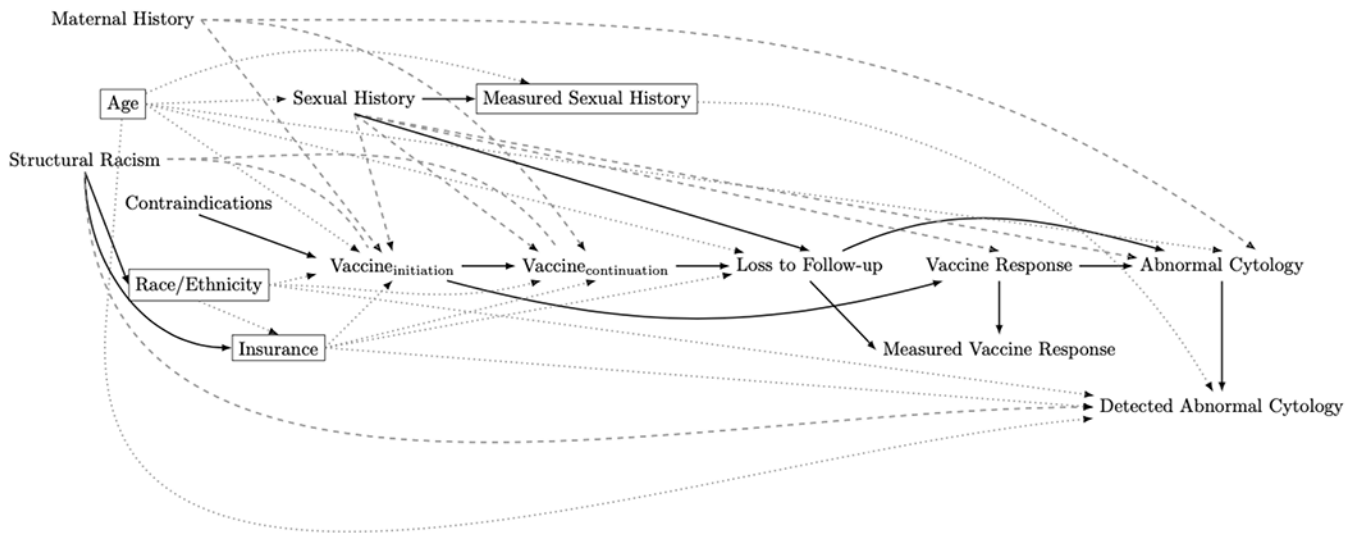 Maternal History
Age
Sexual History
Measured Sexual History
Structural Racism
Contraindications
Vaccine initiation
Vaccine continuation
Loss to Follow-up
Vaccine Response
Abnormal Cytology
Race/Ethnicity
Insurance
Measured Vaccine Response
Detected Abnormal Cytology